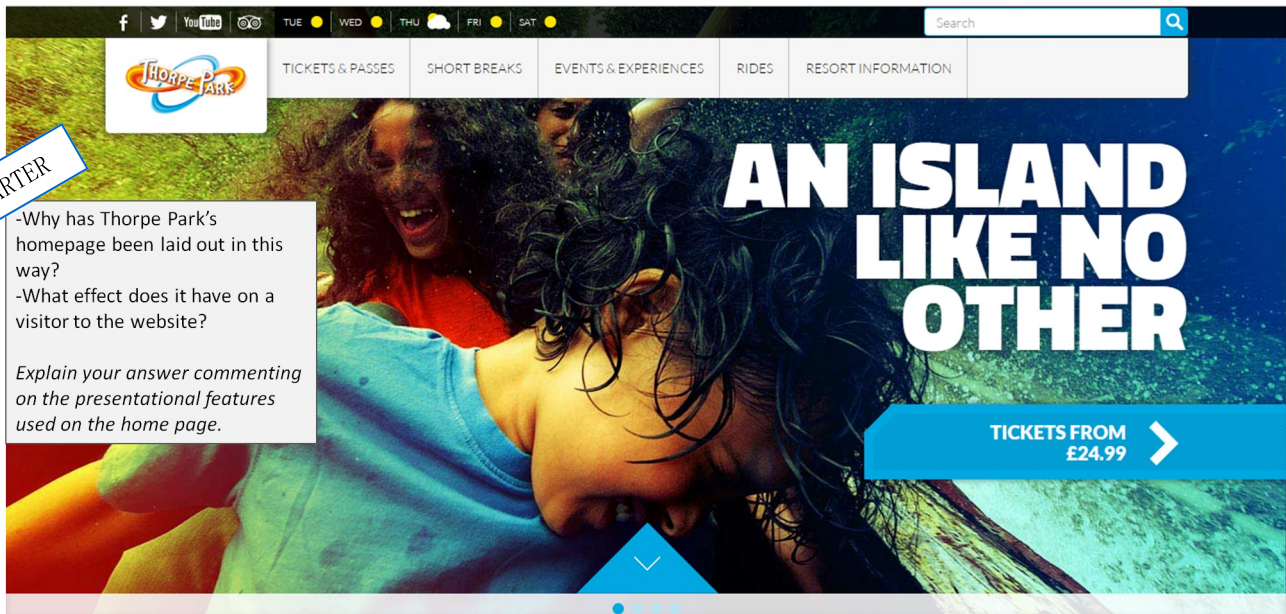 f You Tube TUE WED THU FRI SAT Search
THORPE PARK
TICKETS & PASSES SHORT BREAKS EVENTS & EXPERIENCES RIDES RESORT INFORMATION
AN ISLAND
LIKE NO
OTHER
RTER
-Why has Thorpe Park's
homepage been laid out in this
way?
-What effect does it have on a
visitor to the website?
Explain your answer commenting
on the presentational features
used on the home page.
TICKETS FROM
£24.99